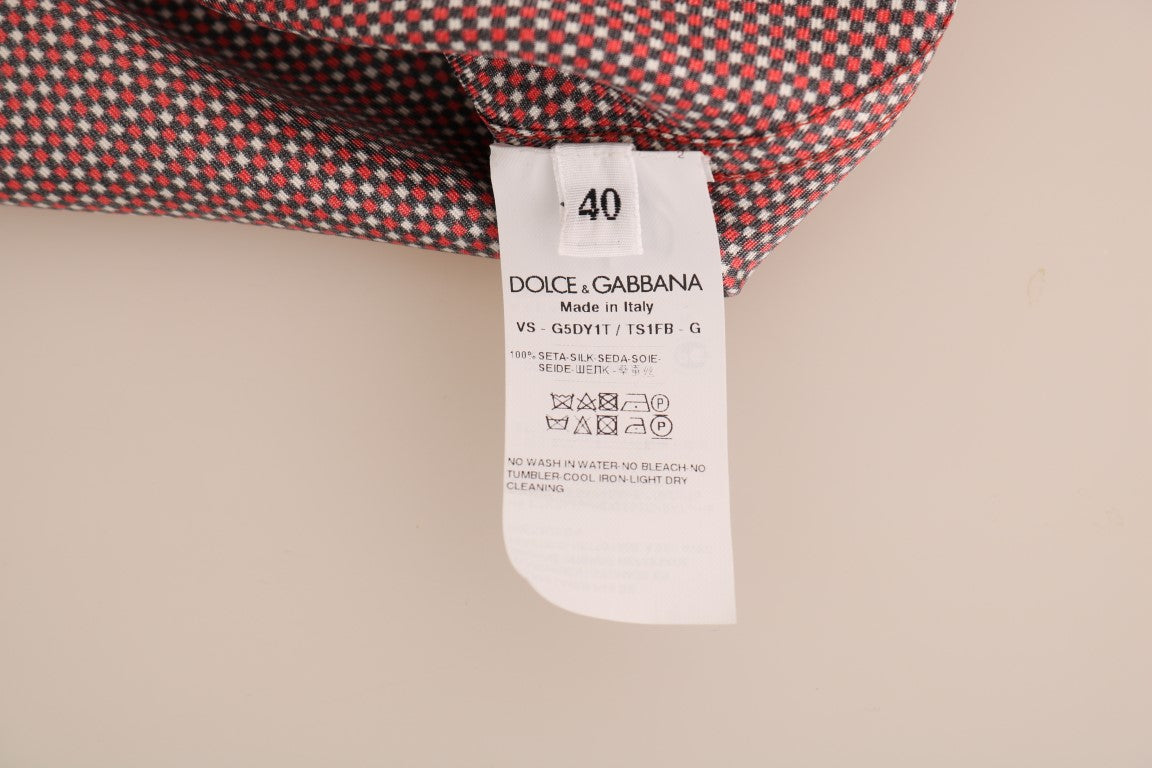 2
40
DOLCE & GABBANA
Made in Italy
VS - G5DY1T / TS1FB - G
100% SETA-SILK-SEDA-SOIE-
SEIDE-ШЕЛК-
P
P
NO WASH IN WATER-NO BLEACH-NO
TUMBLER-COOL IRON-LIGHT DRY
CLEANING